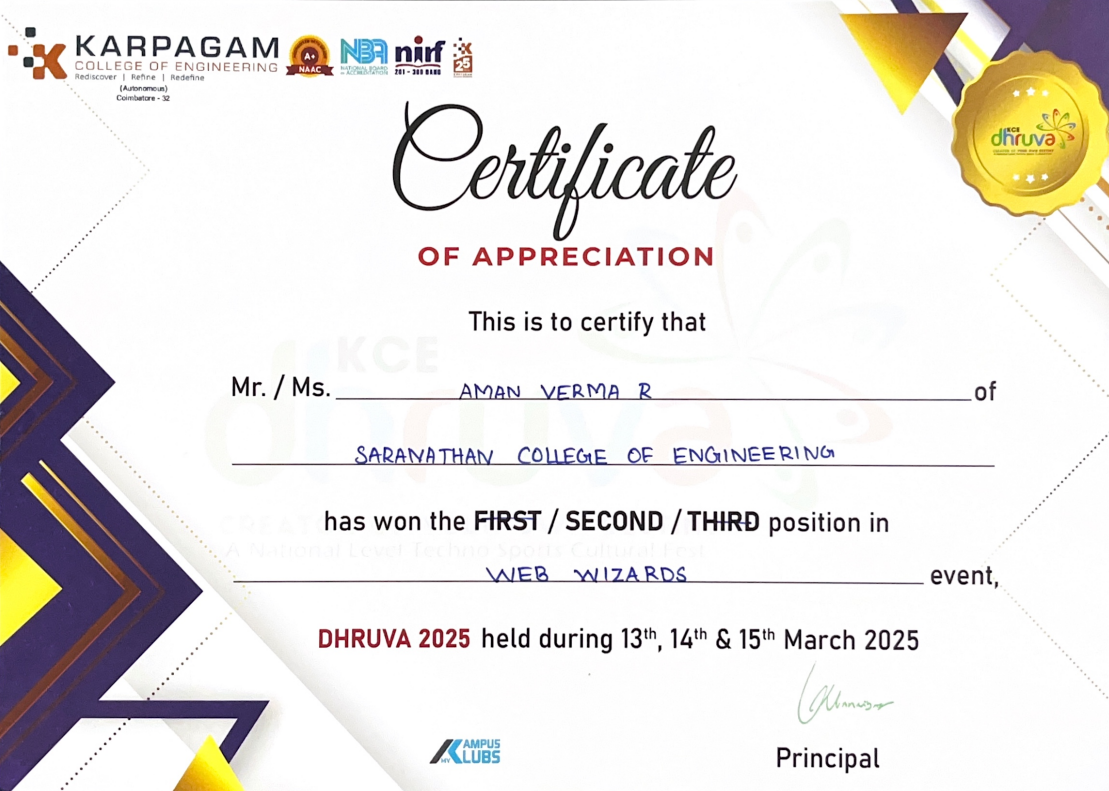 KARPAGAM
COLLEGE OF ENGINEERING
Rediscover | Refine | Redefine
(Autonomous)
Coimbatore - 32
A+
NAAC
NBA
NATIONAL BOARD
of ACCREDITATION
nirf
201 - 300 BAND
25
KCE
dhruva
Certificate
OF APPRECIATION
This is to certify that
Mr. / Ms. AMAN VERMA R of
SARANATHAN COLLEGE OF ENGINEERING
has won the FIRST / SECOND / THIRD position in
WEB WIZARDS event,
KCE
dhruva
A National Level Techno Sports Cultural Fest
DHRUVA 2025 held during 13th, 14th & 15th March 2025
KAMPUS
KLUBS
Principal